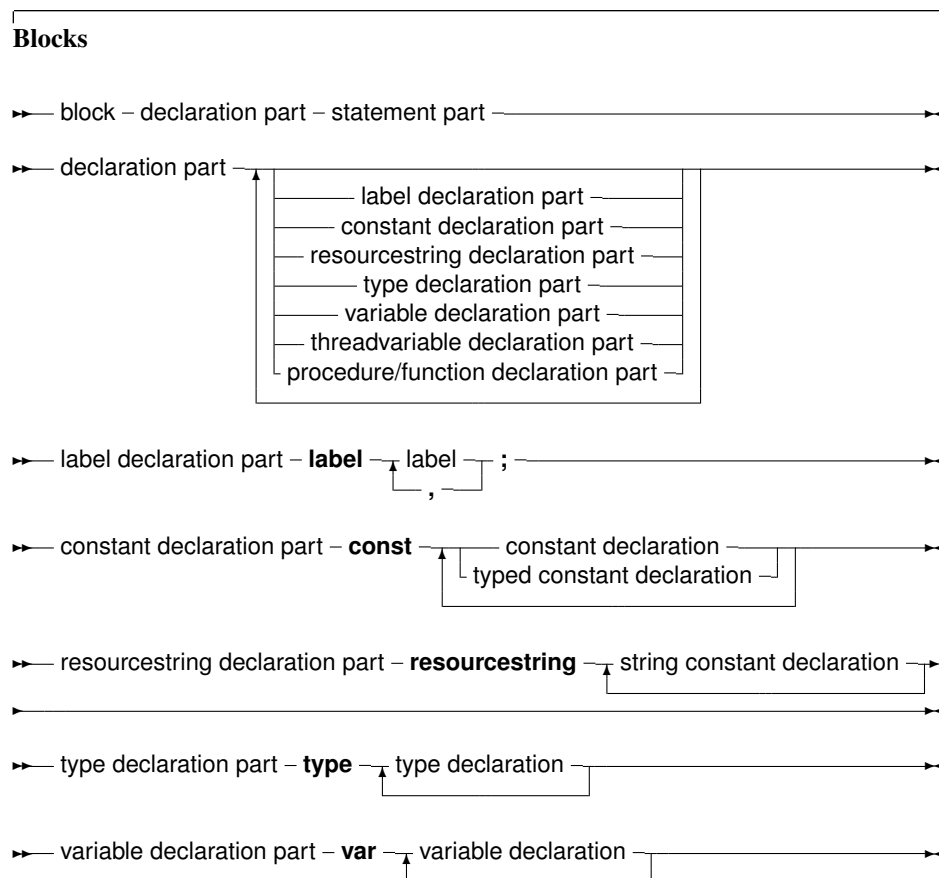 Blocks
block – declaration part – statement part
declaration part
label declaration part
constant declaration part
resourcestring declaration part
type declaration part
variable declaration part
threadvariable declaration part
procedure/function declaration part
label declaration part – label label ;
,
constant declaration part – const constant declaration
typed constant declaration
resourcestring declaration part – resourcestring string constant declaration
type declaration part – type type declaration
variable declaration part – var variable declaration